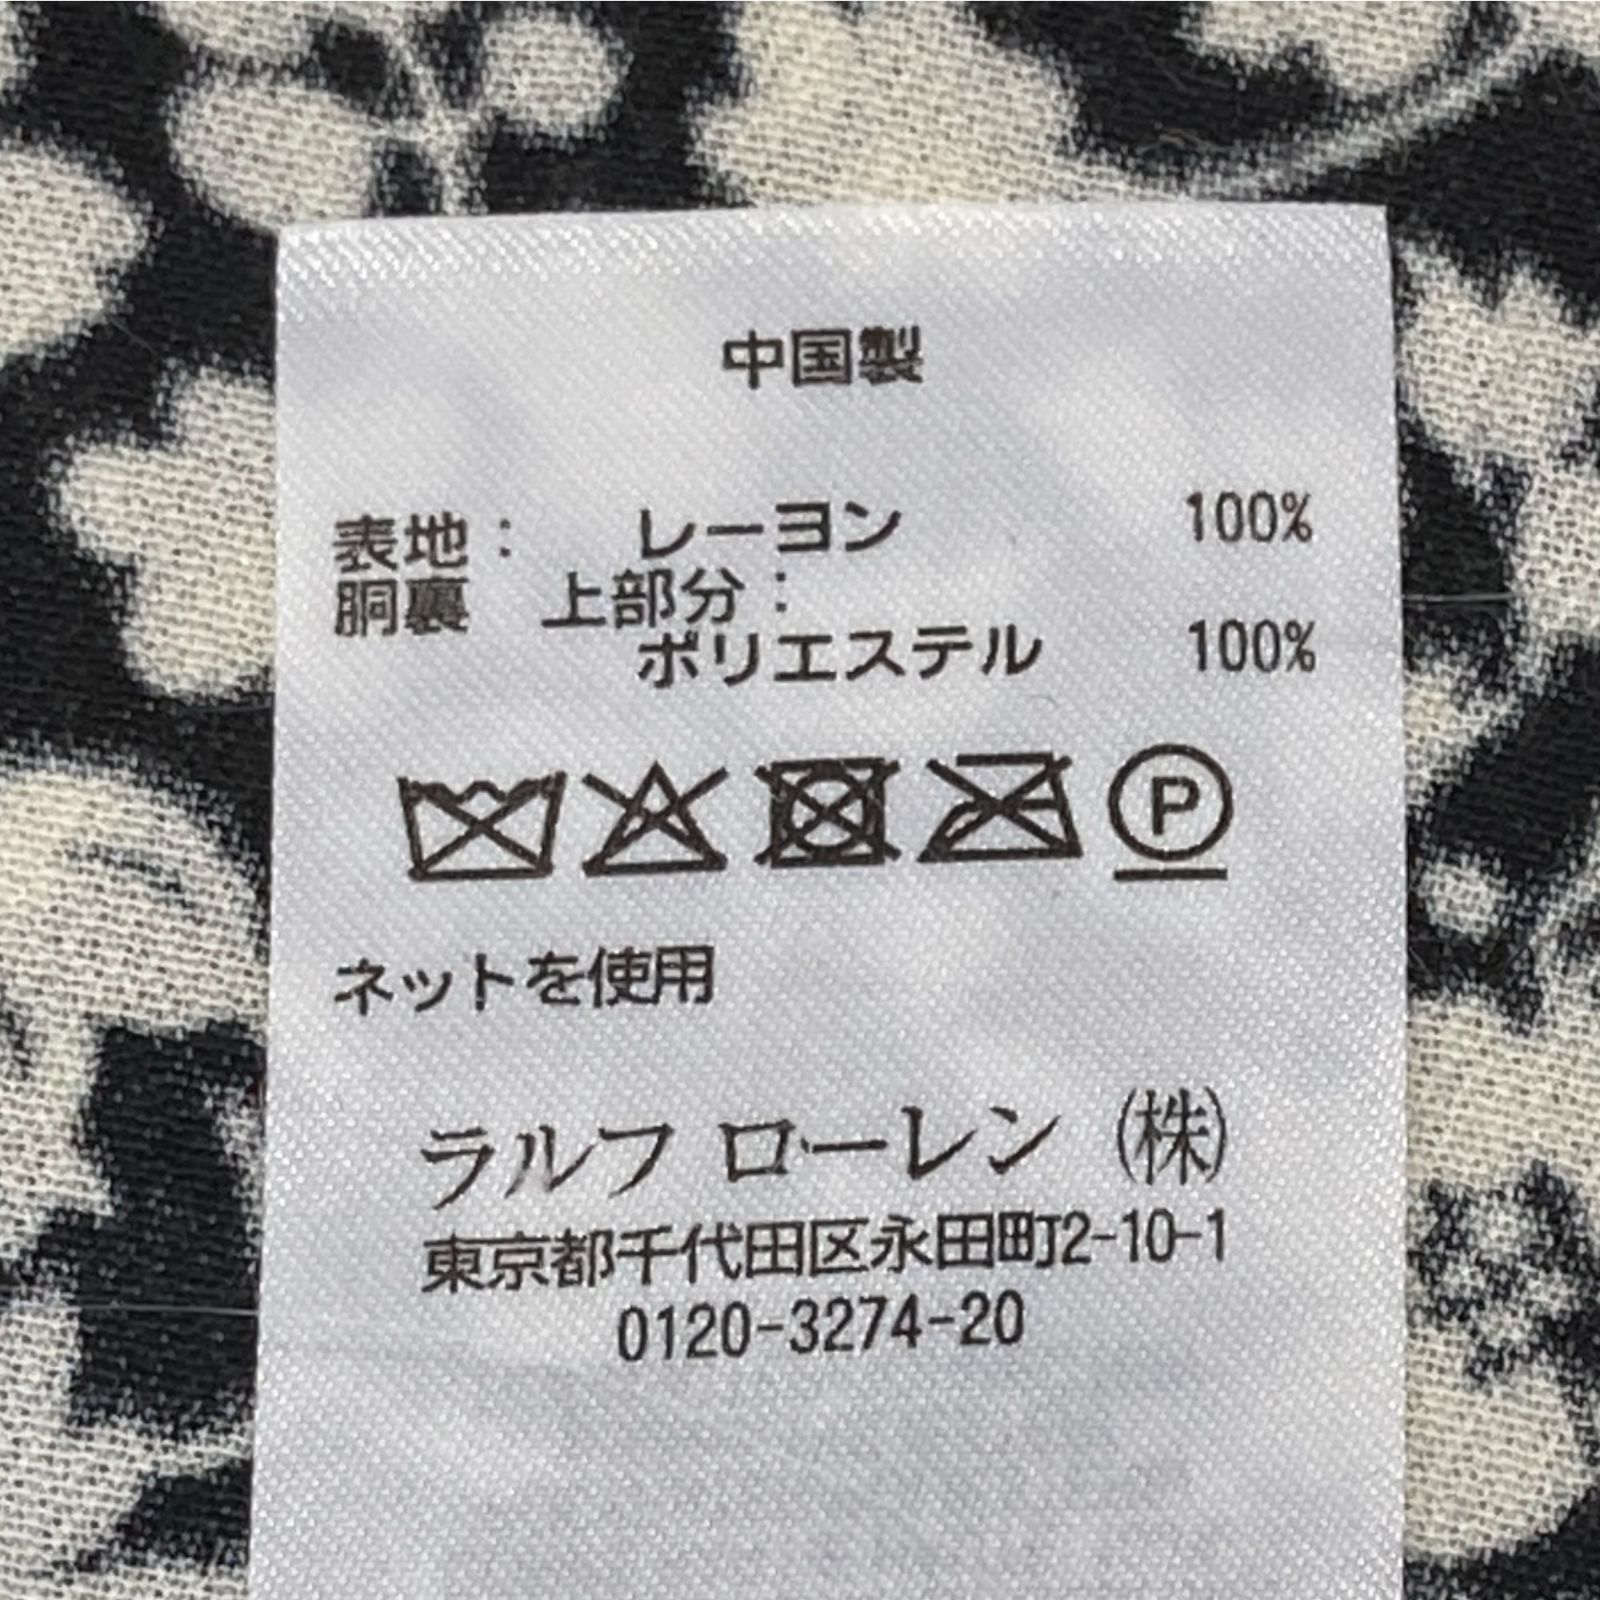 中国製
表地： レーヨン 100%
胴裏 上部分：
ポリエステル 100%
P
ネットを使用
ラルフ ローレン (株)
東京都千代田区永田町2-10-1
0120-3274-20